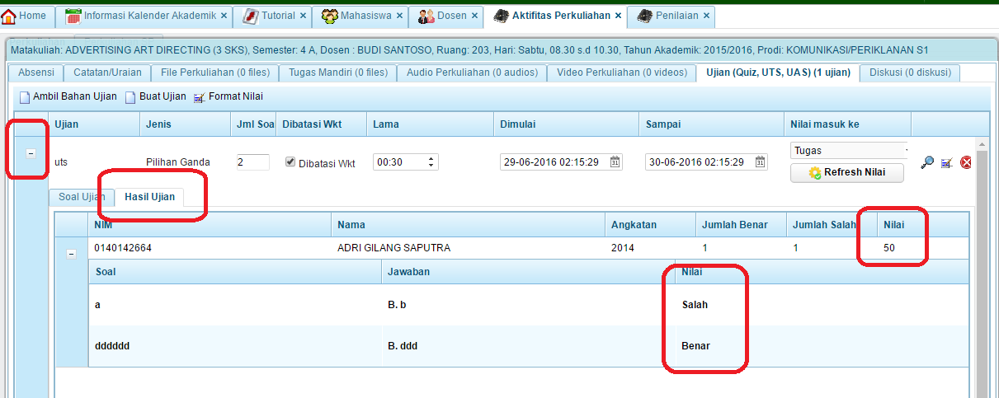 Home Informasi Kalender Akademik × Tutorial × Mahasiswa × Dosen × Aktifitas Perkuliahan × Penilaian ×
Matakuliah: ADVERTISING ART DIRECTING (3 SKS), Semester: 4 A, Dosen : BUDI SANTOSO, Ruang: 203, Hari: Sabtu, 08.30 s.d 10.30, Tahun Akademik: 2015/2016, Prodi: KOMUNIKASI/PERIKLANAN S1
Absensi Catatan/Uraian File Perkuliahan (0 files) Tugas Mandiri (0 files) Audio Perkuliahan (0 audios) Video Perkuliahan (0 videos) Ujian (Quiz, UTS, UAS) (1 ujian) Diskusi (0 diskusi)
Ambil Bahan Ujian Buat Ujian Format Nilai
Ujian Jenis Jml Soa Dibatasi Wkt Lama Dimulai Sampai Nilai masuk ke
uts Pilihan Ganda 2 Dibatasi Wkt 00:30 29-06-2016 02:15:29 30-06-2016 02:15:29 Tugas
Refresh Nilai
Soal Ujian Hasil Ujian
NIM Nama Angkatan Jumlah Benar Jumlah Salah Nilai
0140142664 ADRI GILANG SAPUTRA 2014 1 1 50
Soal Jawaban Nilai
a B. b Salah
dddddd B. ddd Benar